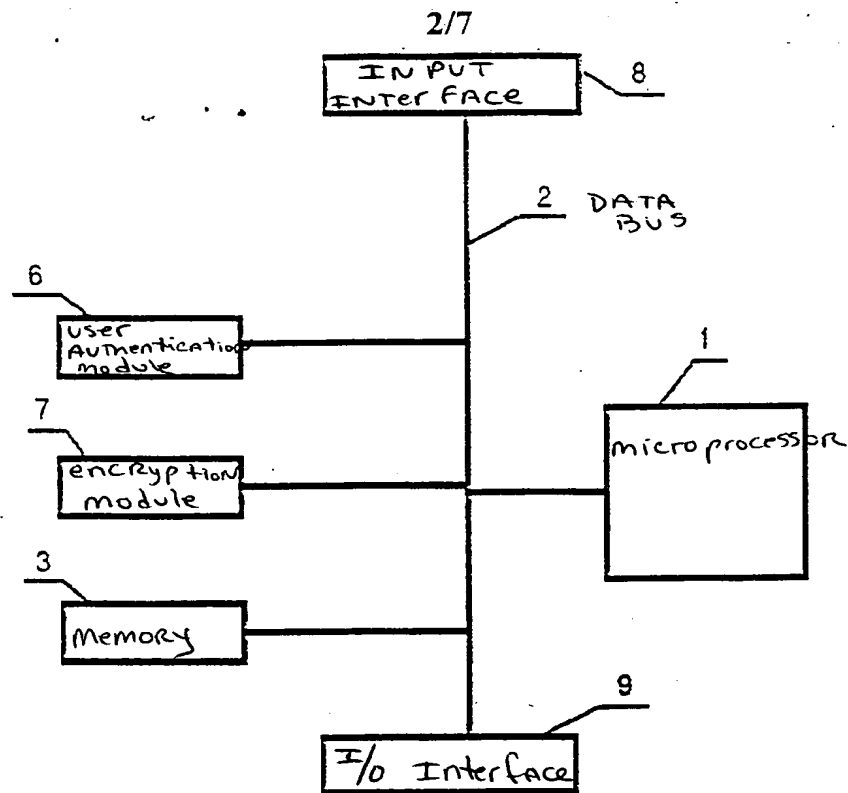 2/7
INPUT
INTerfACE
8
2 DATA
BUS
6
user
AUTHENTICATION
module
1
microprocessor
7
encRyptION
module
3
MemoRy
9
I/O Interface